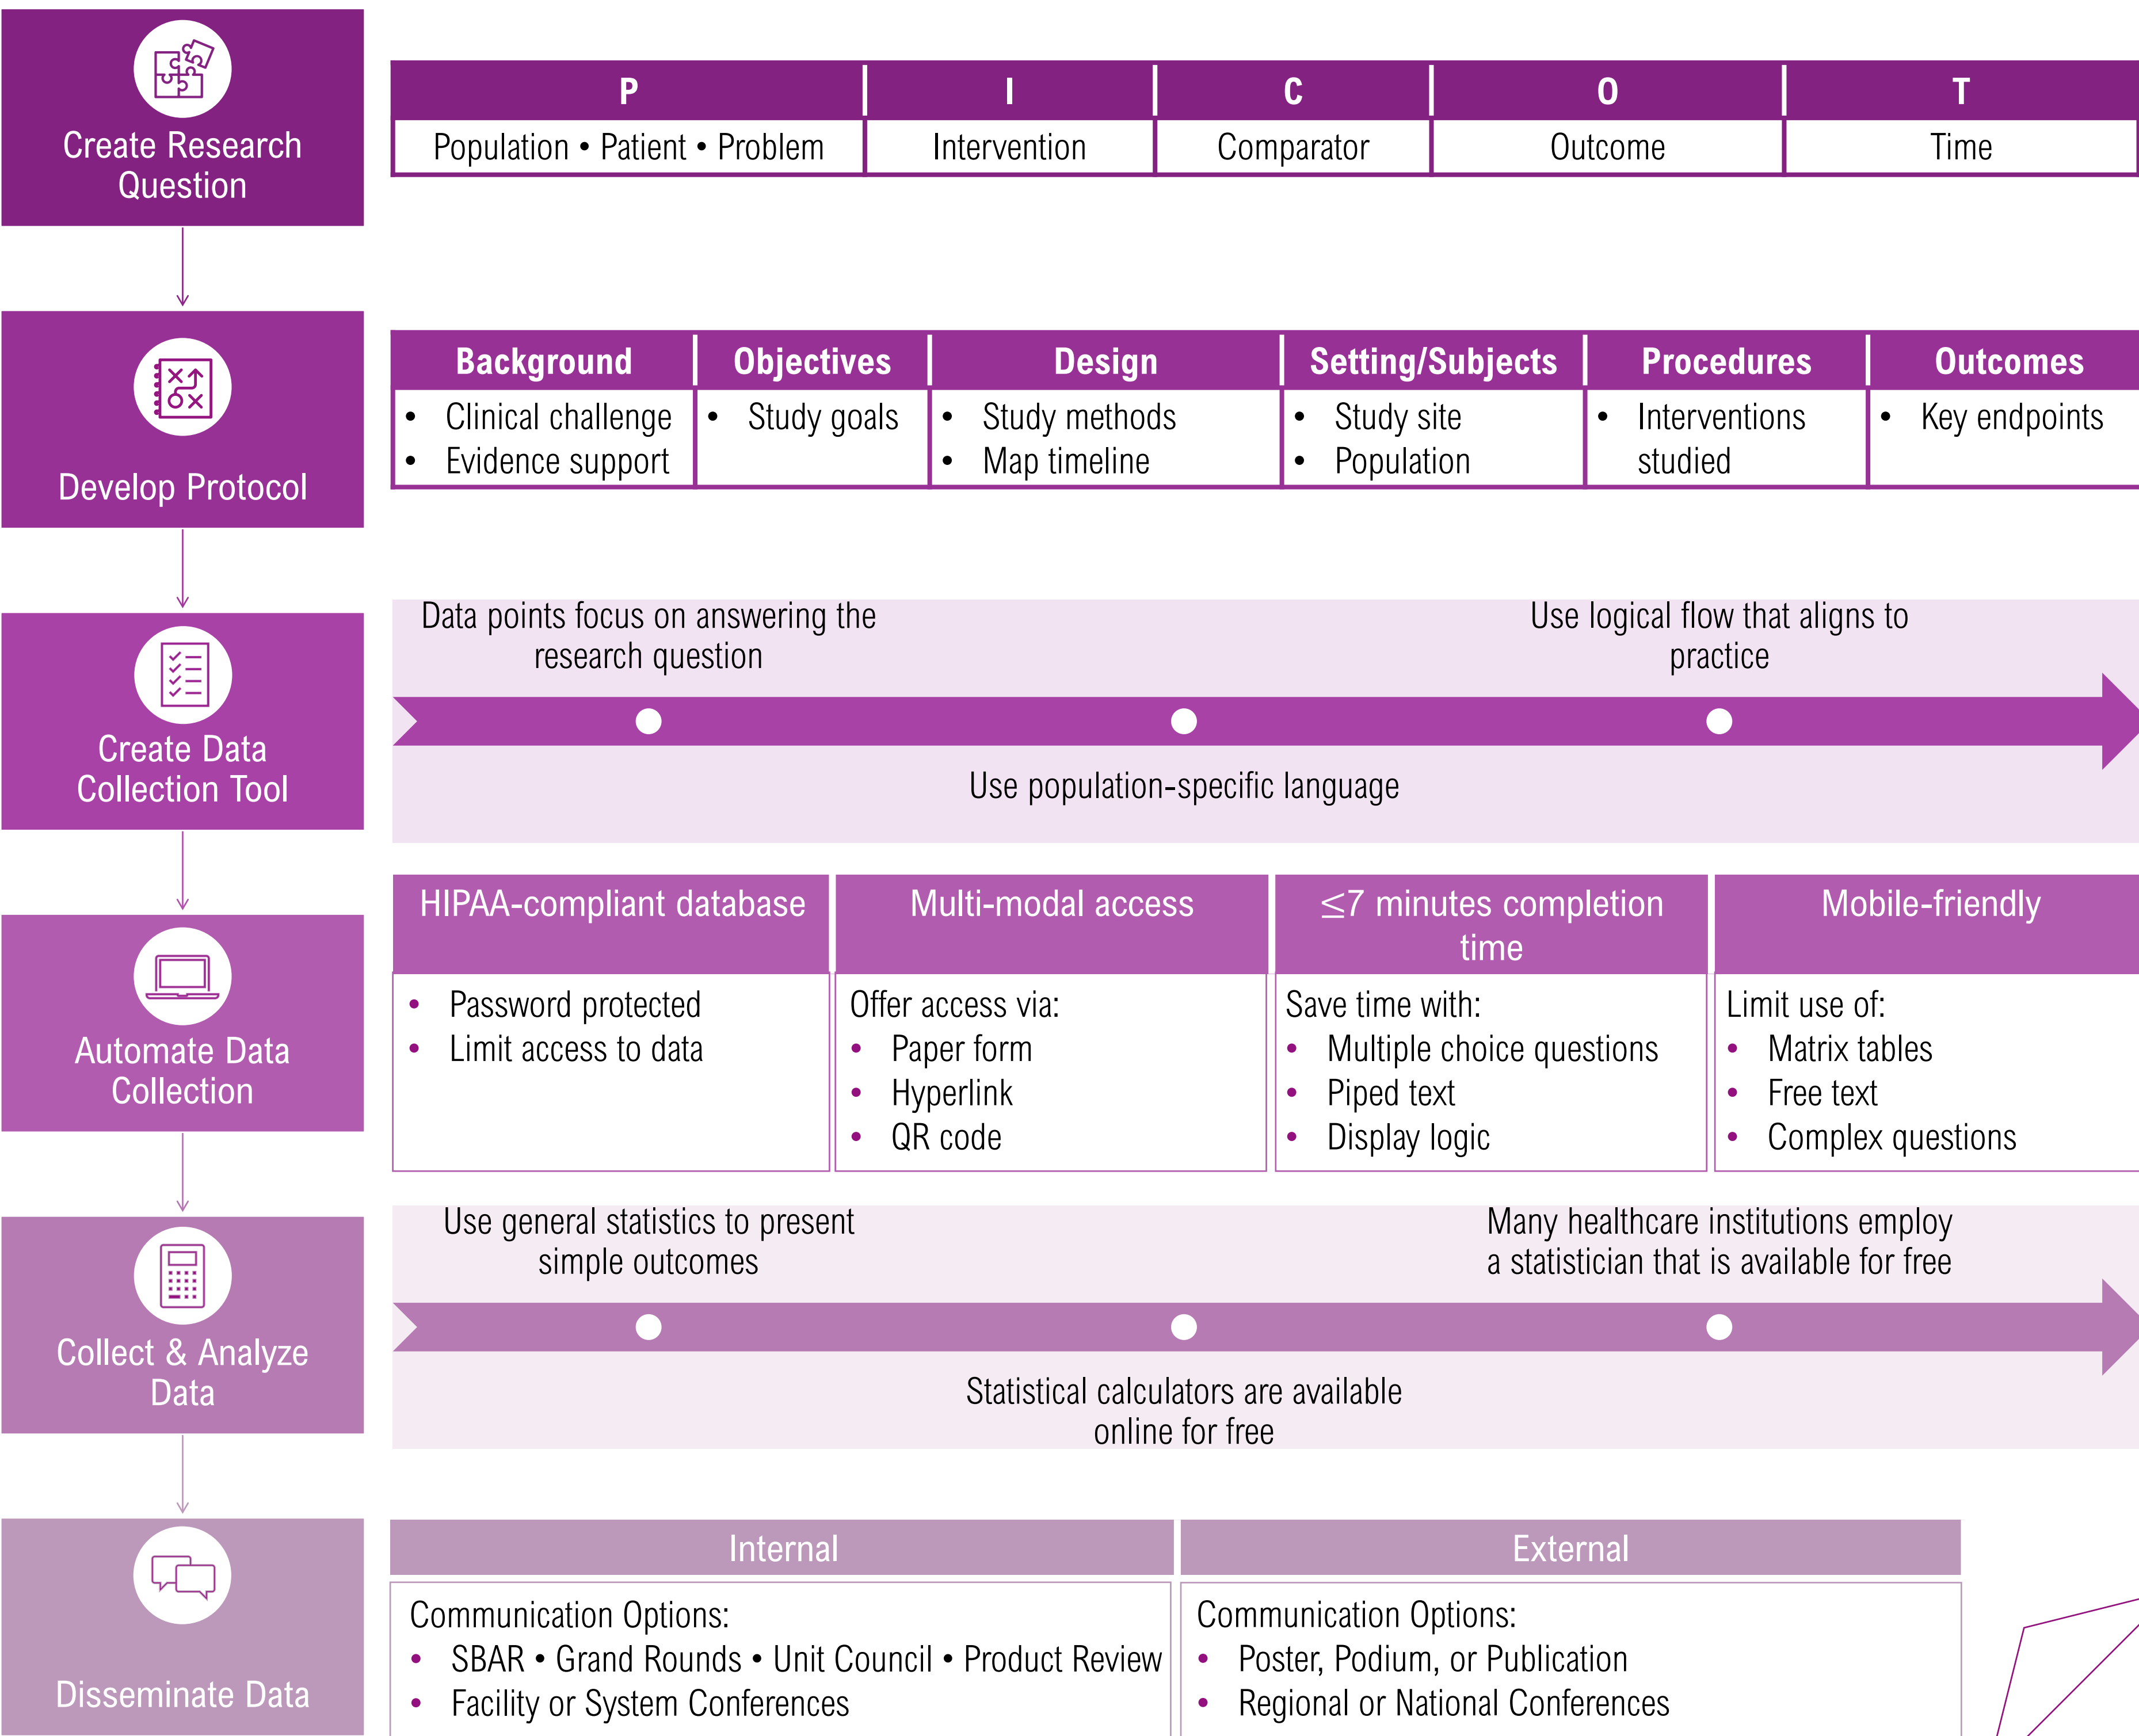 Create Research
Question
P I C O T
Population • Patient • Problem Intervention Comparator Outcome Time
Develop Protocol
Background Objectives Design Setting/Subjects Procedures Outcomes
• Clinical challenge
• Evidence support
• Study goals
• Study methods
• Map timeline
• Study site
• Population
• Interventions
studied
• Key endpoints
Create Data
Collection Tool
Data points focus on answering the
research question
Use population-specific language
Use logical flow that aligns to
practice
Automate Data
Collection
HIPAA-compliant database
• Password protected
• Limit access to data
Multi-modal access
Offer access via:
• Paper form
• Hyperlink
• QR code
≤7 minutes completion
time
Save time with:
• Multiple choice questions
• Piped text
• Display logic
Mobile-friendly
Limit use of:
• Matrix tables
• Free text
• Complex questions
Collect & Analyze
Data
Use general statistics to present
simple outcomes
Statistical calculators are available
online for free
Many healthcare institutions employ
a statistician that is available for free
Disseminate Data
Internal
Communication Options:
• SBAR • Grand Rounds • Unit Council • Product Review
• Facility or System Conferences
External
Communication Options:
• Poster, Podium, or Publication
• Regional or National Conferences